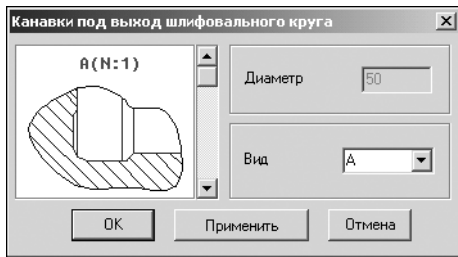 Канавки под выход шлифовального круга
A(N:1)
Диаметр 50
Вид A
OK Применить Отмена